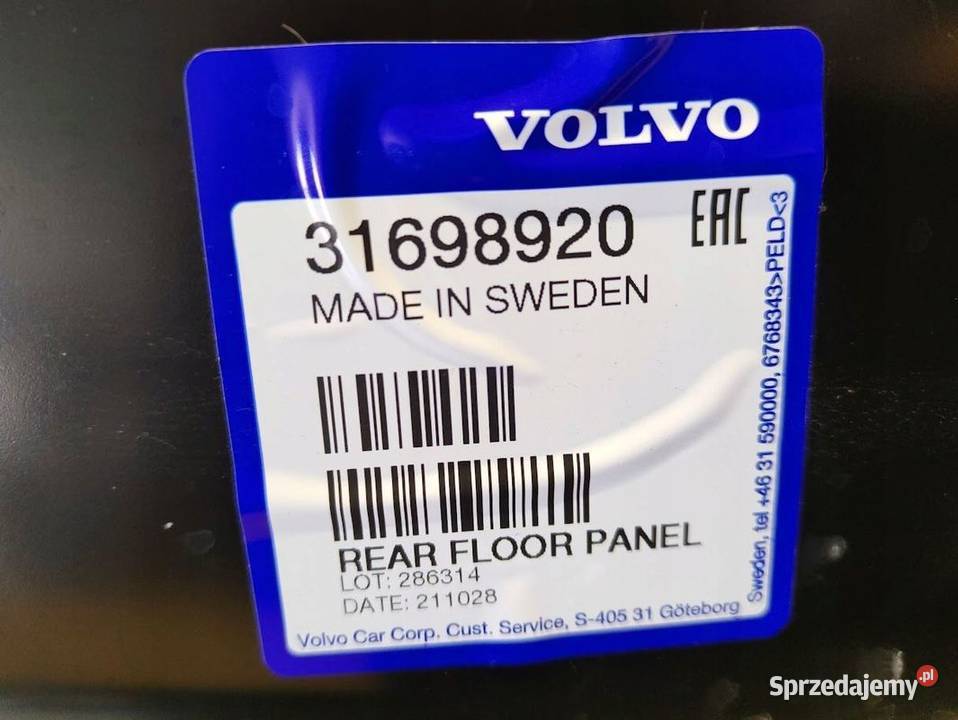 VOLVO
31698920
EAC
MADE IN SWEDEN
REAR FLOOR PANEL
LOT: 286314
DATE: 211028
Volvo Car Corp. Cust. Service, S-405 31 Göteborg
Sweden, tel +46 31 590000, 6768343>PELD<3
Sprzedajemy.pl